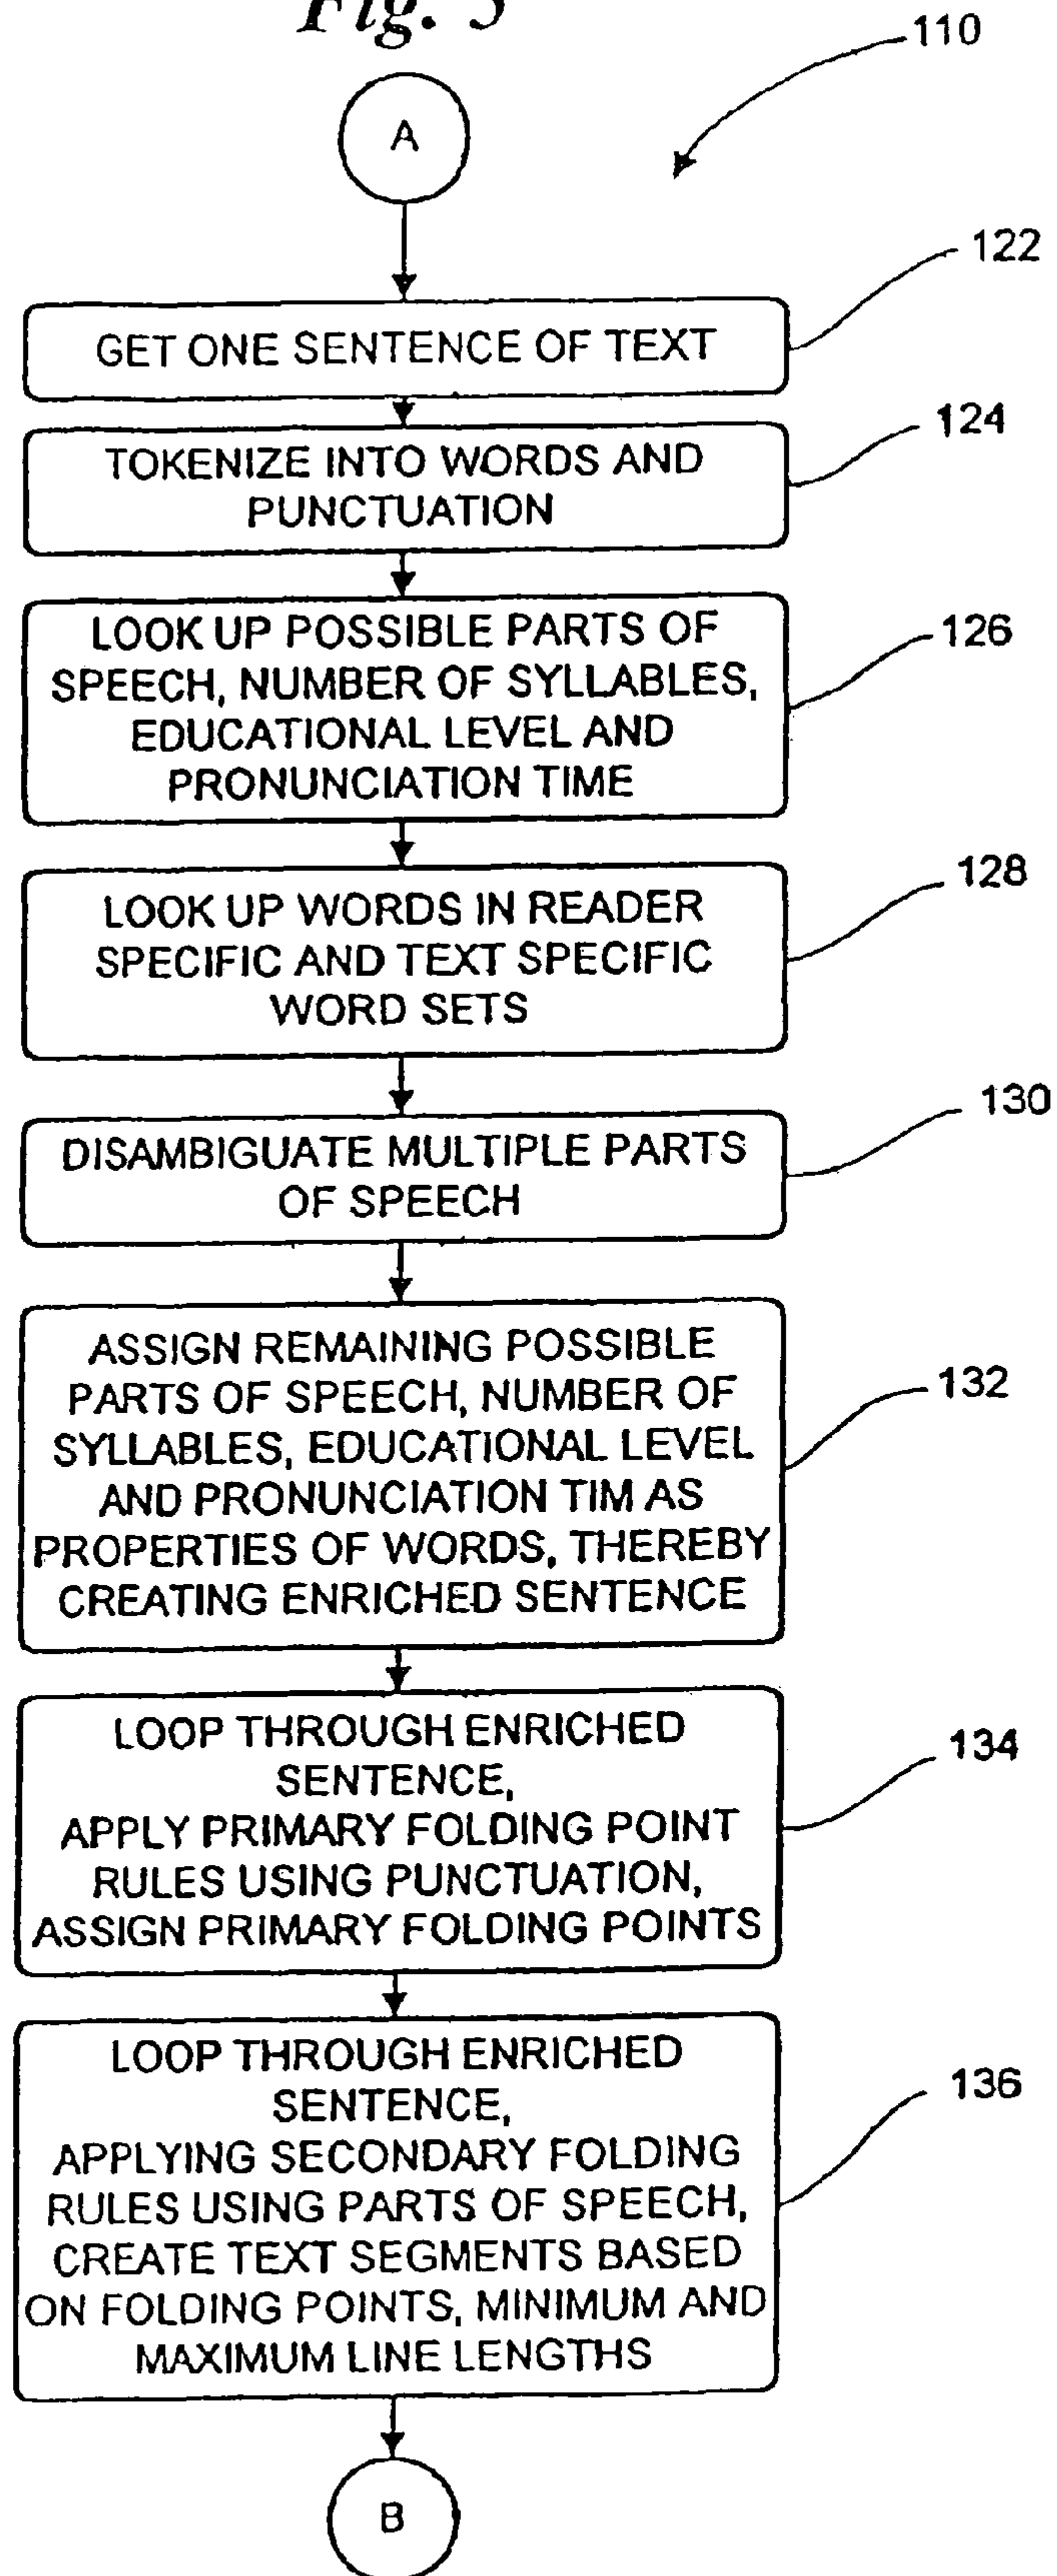 Fig. 5
110
A
122
GET ONE SENTENCE OF TEXT
124
TOKENIZE INTO WORDS AND
PUNCTUATION
126
LOOK UP POSSIBLE PARTS OF
SPEECH, NUMBER OF SYLLABLES,
EDUCATIONAL LEVEL AND
PRONUNCIATION TIME
128
LOOK UP WORDS IN READER
SPECIFIC AND TEXT SPECIFIC
WORD SETS
130
DISAMBIGUATE MULTIPLE PARTS
OF SPEECH
132
ASSIGN REMAINING POSSIBLE
PARTS OF SPEECH, NUMBER OF
SYLLABLES, EDUCATIONAL LEVEL
AND PRONUNCIATION TIM AS
PROPERTIES OF WORDS, THEREBY
CREATING ENRICHED SENTENCE
134
LOOP THROUGH ENRICHED
SENTENCE,
APPLY PRIMARY FOLDING POINT
RULES USING PUNCTUATION,
ASSIGN PRIMARY FOLDING POINTS
136
LOOP THROUGH ENRICHED
SENTENCE,
APPLYING SECONDARY FOLDING
RULES USING PARTS OF SPEECH,
CREATE TEXT SEGMENTS BASED
ON FOLDING POINTS, MINIMUM AND
MAXIMUM LINE LENGTHS
B